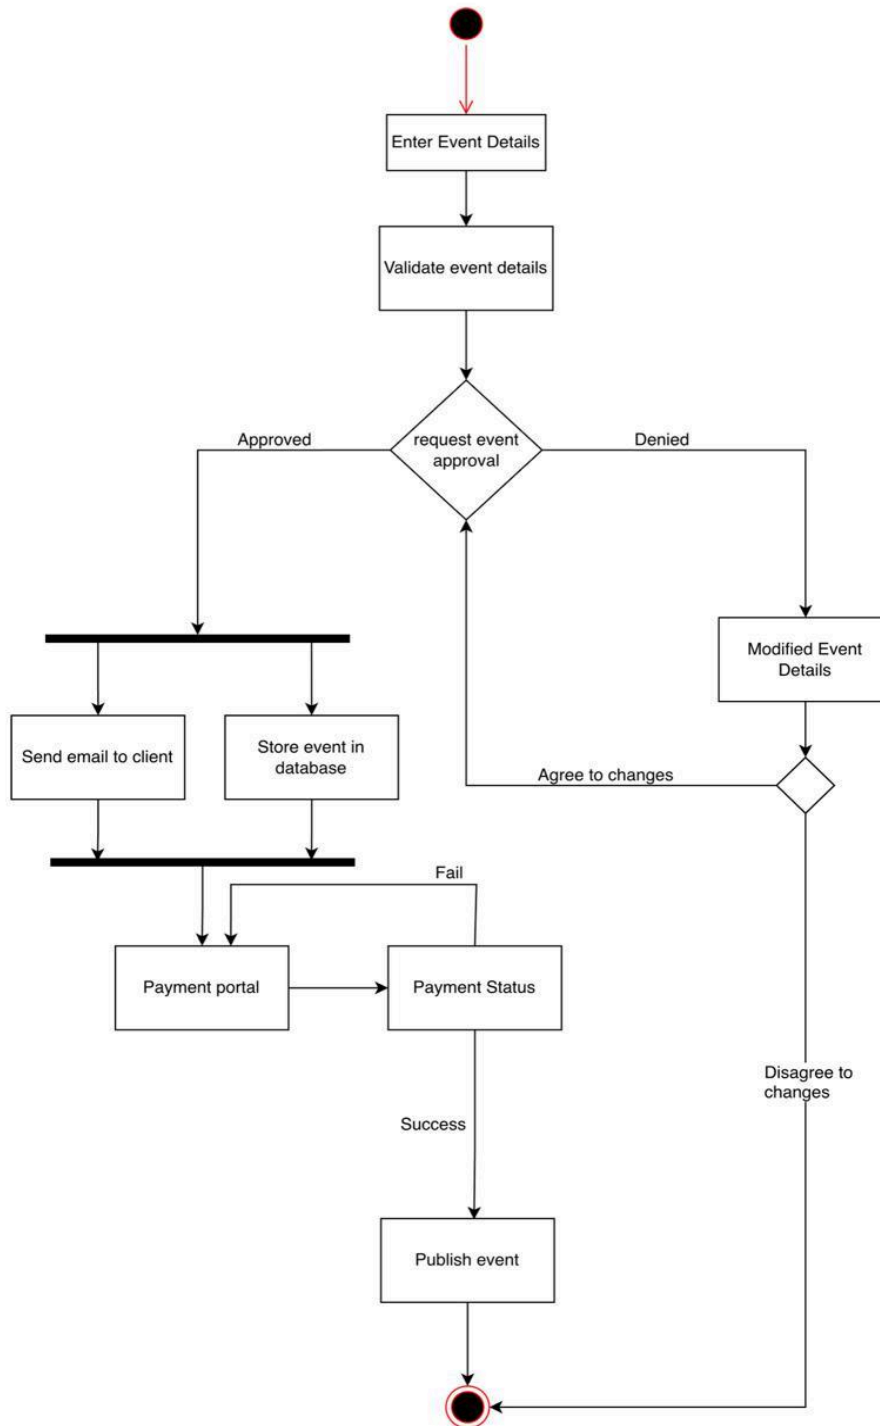 Enter Event Details
Validate event details
request event
approval
Approved
Denied
Modified Event
Details
Send email to client
Store event in
database
Agree to changes
Fail
Payment portal
Payment Status
Disagree to
changes
Success
Publish event